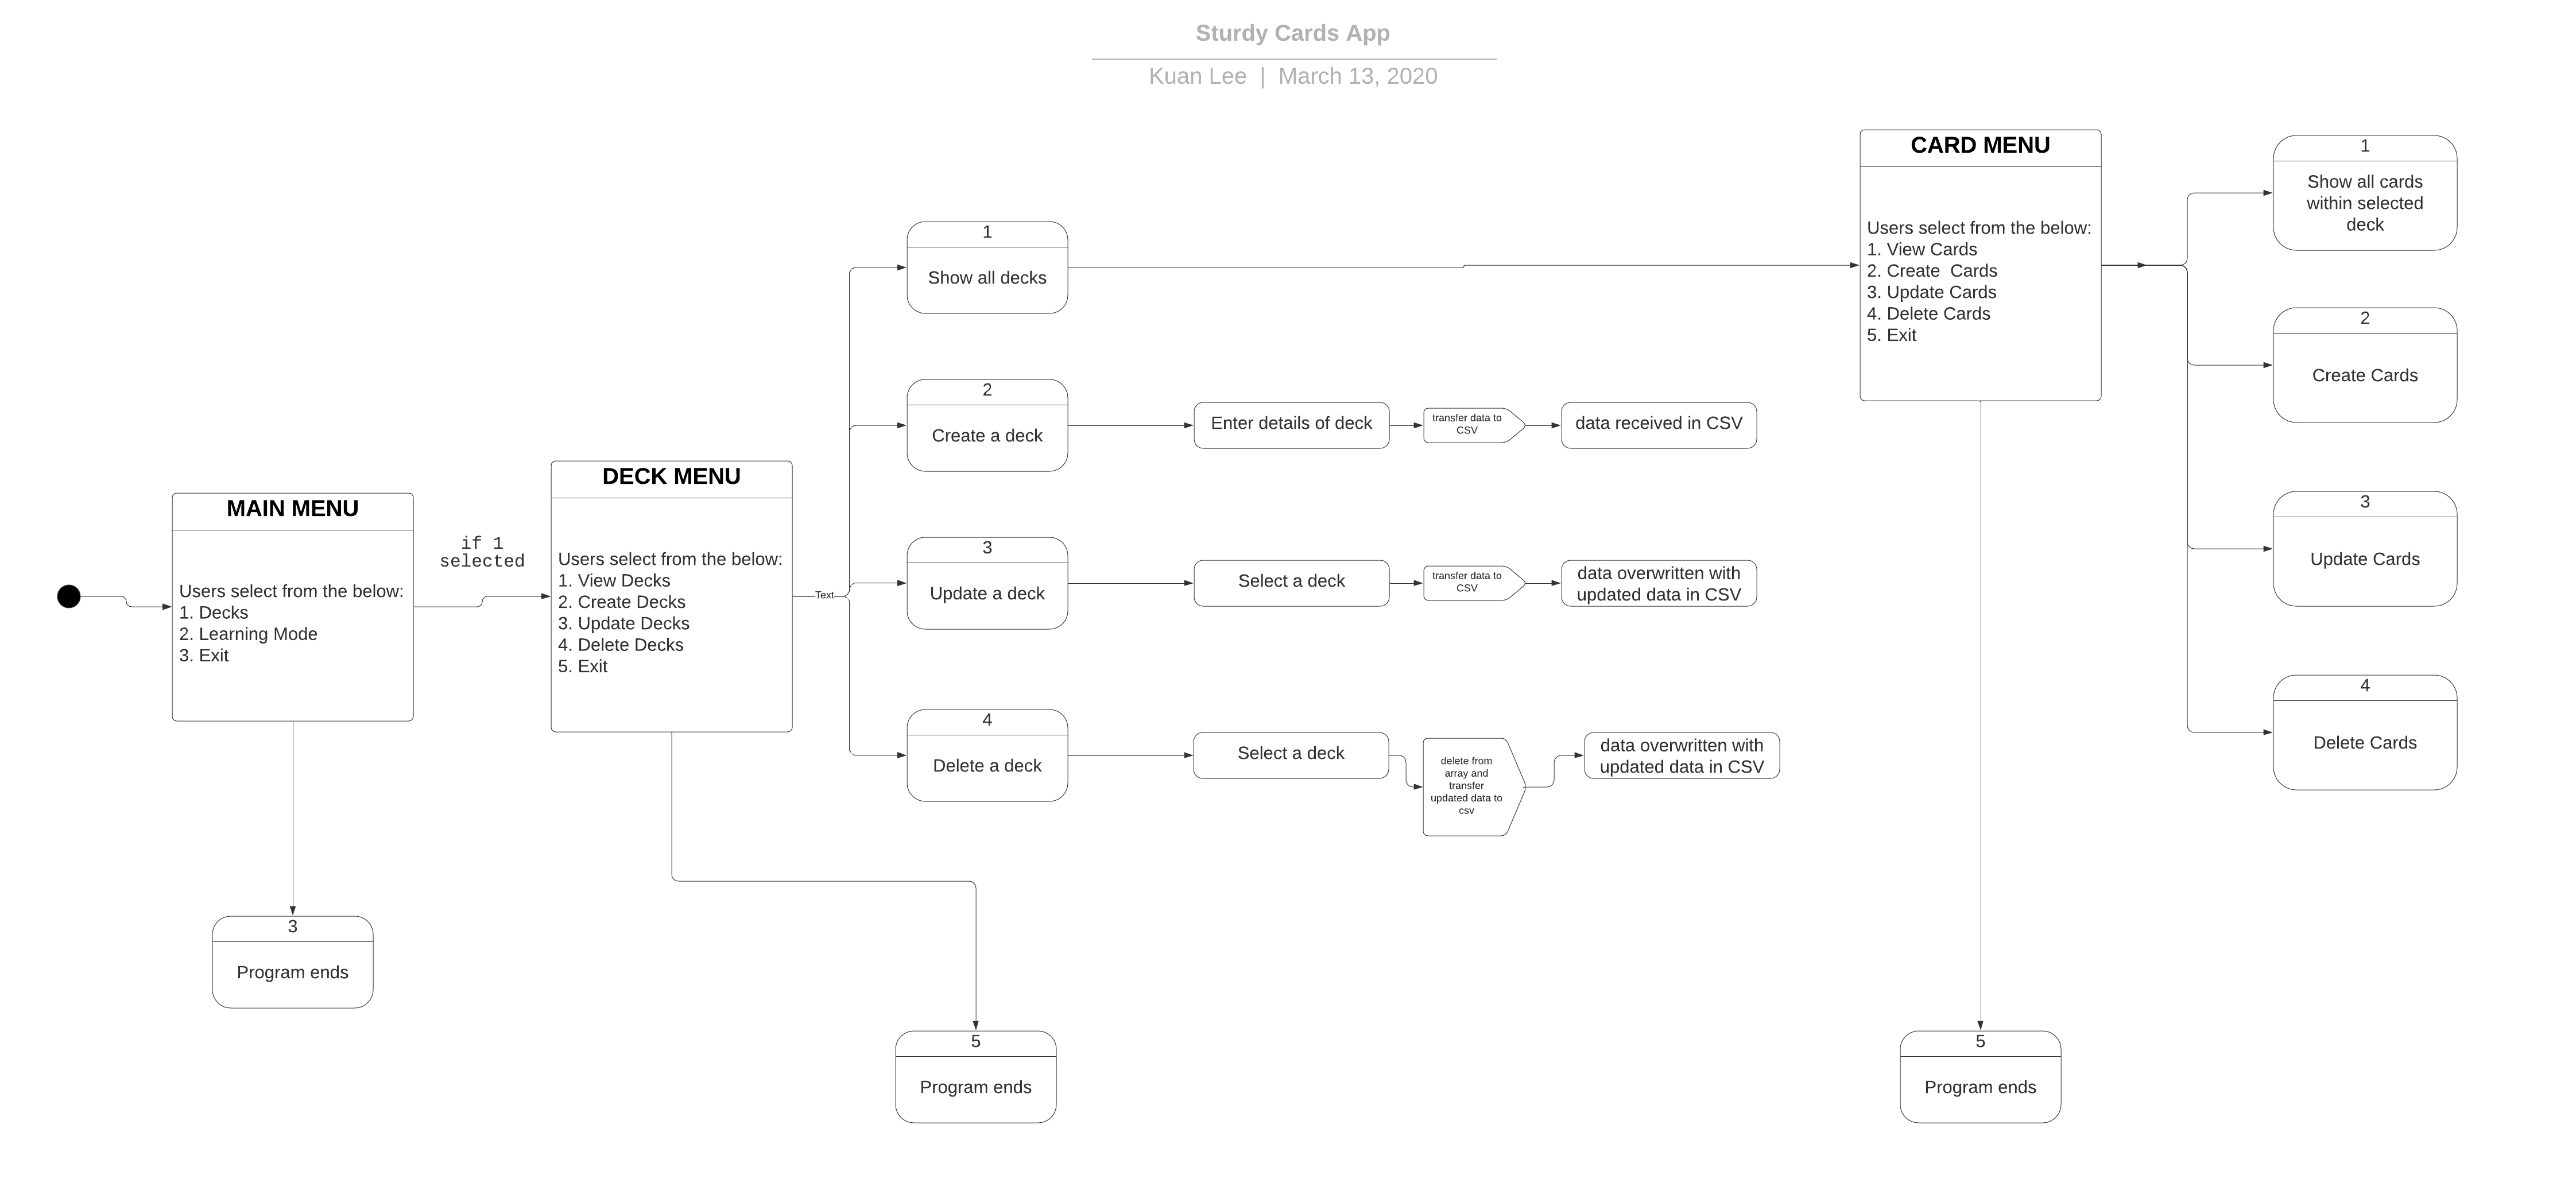 Sturdy Cards App
Kuan Lee | March 13, 2020
MAIN MENU
Users select from the below:
1. Decks
2. Learning Mode
3. Exit
if 1
selected
3
Program ends
DECK MENU
Users select from the below:
1. View Decks
2. Create Decks
3. Update Decks
4. Delete Decks
5. Exit
Text
5
Program ends
1
Show all decks
2
Create a deck
Enter details of deck
transfer data to
CSV
data received in CSV
3
Update a deck
Select a deck
transfer data to
CSV
data overwritten with
updated data in CSV
4
Delete a deck
Select a deck
delete from
array and
transfer
updated data to
csv
data overwritten with
updated data in CSV
CARD MENU
Users select from the below:
1. View Cards
2. Create  Cards
3. Update Cards
4. Delete Cards
5. Exit
5
Program ends
1
Show all cards
within selected
deck
2
Create Cards
3
Update Cards
4
Delete Cards